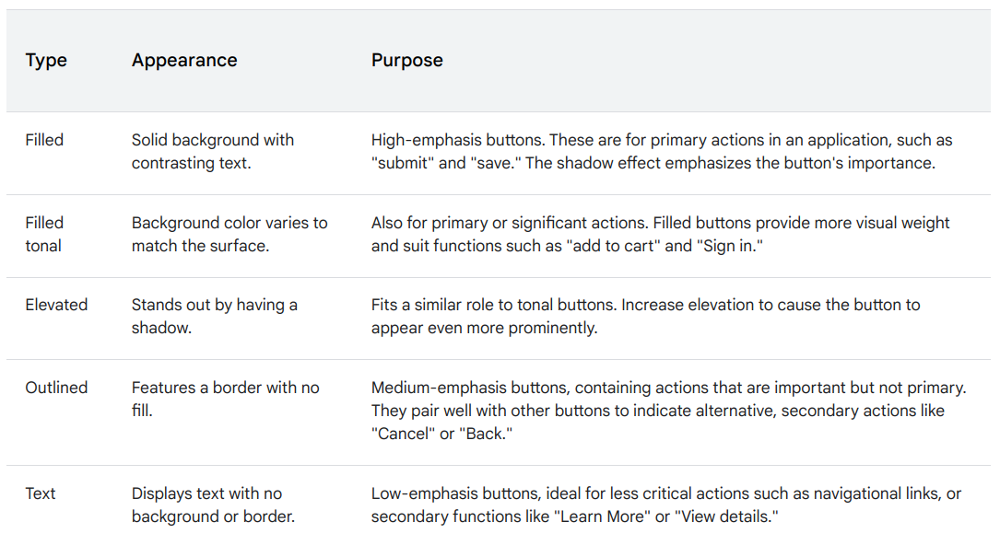 Type Appearance Purpose
Filled Solid background with High-emphasis buttons. These are for primary actions in an application, such as
contrasting text. "submit" and "save." The shadow effect emphasizes the button's importance.
Filled Background color varies to Also for primary or significant actions. Filled buttons provide more visual weight
tonal match the surface. and suit functions such as "add to cart" and "Sign in."
Elevated Stands out by having a Fits a similar role to tonal buttons. Increase elevation to cause the button to
shadow. appear even more prominently.
Outlined Features a border with no Medium-emphasis buttons, containing actions that are important but not primary.
fill. They pair well with other buttons to indicate alternative, secondary actions like
"Cancel" or "Back."
Text Displays text with no Low-emphasis buttons, ideal for less critical actions such as navigational links, or
background or border. secondary functions like "Learn More" or "View details."